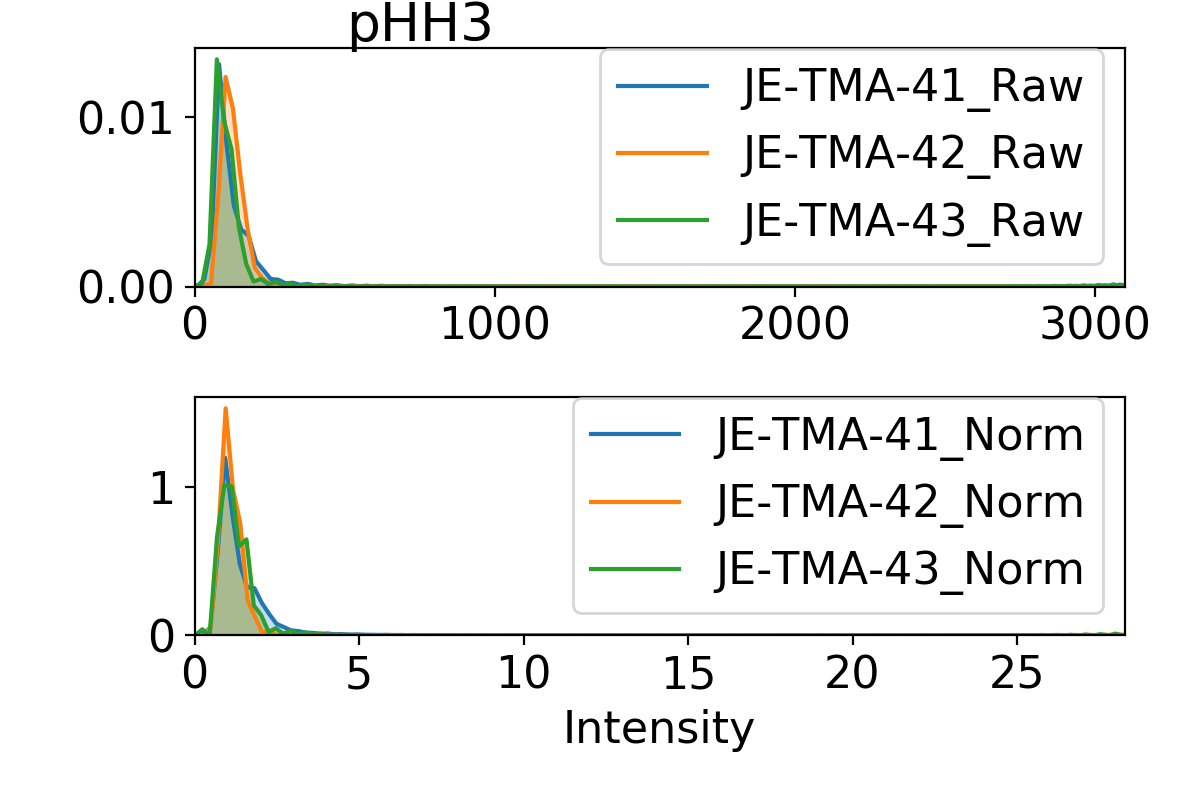 pHH3
0.01
0.00
JE-TMA-41_Raw
JE-TMA-42_Raw
JE-TMA-43_Raw
0 1000 2000 3000
1
0
JE-TMA-41_Norm
JE-TMA-42_Norm
JE-TMA-43_Norm
0 5 10 15 20 25
Intensity